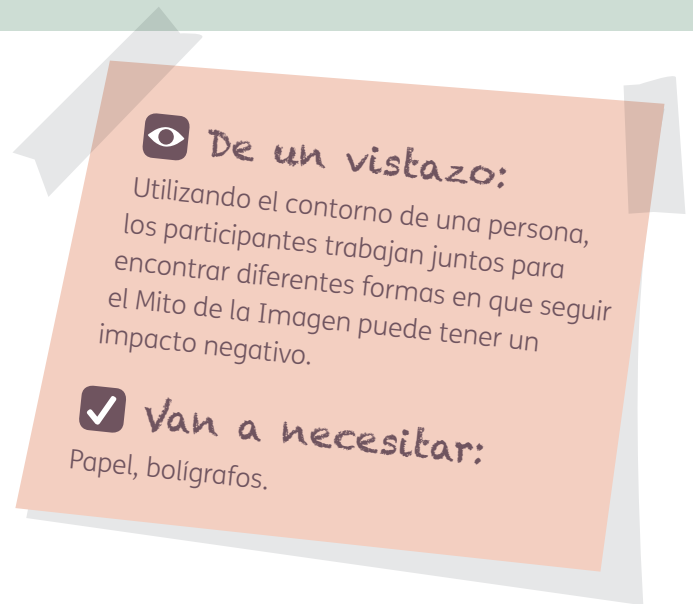 De un vistazo:
Utilizando el contorno de una persona,
los participantes trabajan juntos para
encontrar diferentes formas en que seguir
el Mito de la Imagen puede tener un
impacto negativo.
Van a necesitar:
Papel, bolígrafos.